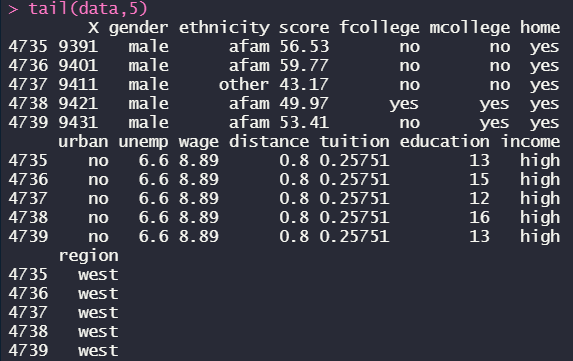 > tail(data,5)
X gender ethnicity score fcollege mcollege home
4735 9391 male afam 56.53 no no yes
4736 9401 male afam 59.77 no no yes
4737 9411 male other 43.17 no no yes
4738 9421 male afam 49.97 yes yes yes
4739 9431 male afam 53.41 no yes yes
urban unemp wage distance tuition education income
4735 no 6.6 8.89 0.8 0.25751 13 high
4736 no 6.6 8.89 0.8 0.25751 15 high
4737 no 6.6 8.89 0.8 0.25751 12 high
4738 no 6.6 8.89 0.8 0.25751 16 high
4739 no 6.6 8.89 0.8 0.25751 13 high
region
4735 west
4736 west
4737 west
4738 west
4739 west